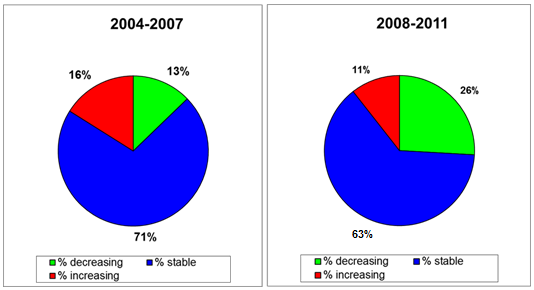 2004-2007
16%
13%
71%
% decreasing
% stable
% increasing
2008-2011
11%
26%
63%
% decreasing
% stable
% increasing